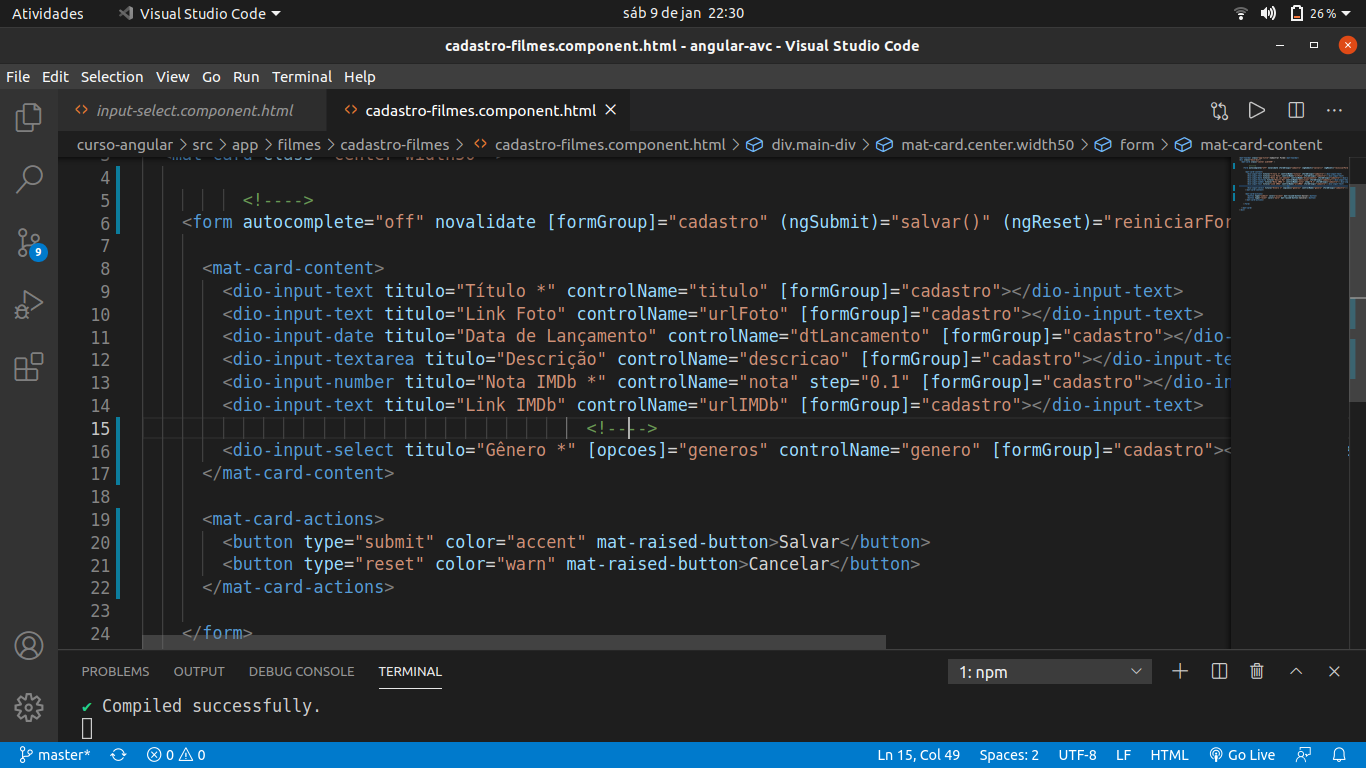 Atividades
Visual Studio Code
sáb 9 de jan 22:30
26 %
cadastro-filmes.component.html - angular-avc - Visual Studio Code
File Edit Selection View Go Run Terminal Help
input-select.component.html
cadastro-filmes.component.html
curso-angular > src > app > filmes > cadastro-filmes > cadastro-filmes.component.html > div.main-div > mat-card.center.width50 > form > mat-card-content
4
5 <!---->
6 <form autocomplete="off" novalidate [formGroup]="cadastro" (ngSubmit)="salvar()" (ngReset)="reiniciarFor
7
8 <mat-card-content>
9 <dio-input-text titulo="Título *" controlName="titulo" [formGroup]="cadastro"></dio-input-text>
10 <dio-input-text titulo="Link Foto" controlName="urlFoto" [formGroup]="cadastro"></dio-input-text>
11 <dio-input-date titulo="Data de Lançamento" controlName="dtLancamento" [formGroup]="cadastro"></dio-
12 <dio-input-textarea titulo="Descrição" controlName="descricao" [formGroup]="cadastro"></dio-input-te
13 <dio-input-number titulo="Nota IMDb *" controlName="nota" step="0.1" [formGroup]="cadastro"></dio-in
14 <dio-input-text titulo="Link IMDb" controlName="urlIMDb" [formGroup]="cadastro"></dio-input-text>
15 <!---->
16 <dio-input-select titulo="Gênero *" [opcoes]="generos" controlName="genero" [formGroup]="cadastro"><
17 </mat-card-content>
18
19 <mat-card-actions>
20 <button type="submit" color="accent" mat-raised-button>Salvar</button>
21 <button type="reset" color="warn" mat-raised-button>Cancelar</button>
22 </mat-card-actions>
23
24 </form>
9
PROBLEMS OUTPUT DEBUG CONSOLE TERMINAL
1: npm
✔ Compiled successfully.
master* 0 0
Ln 15, Col 49 Spaces: 2 UTF-8 LF HTML Go Live